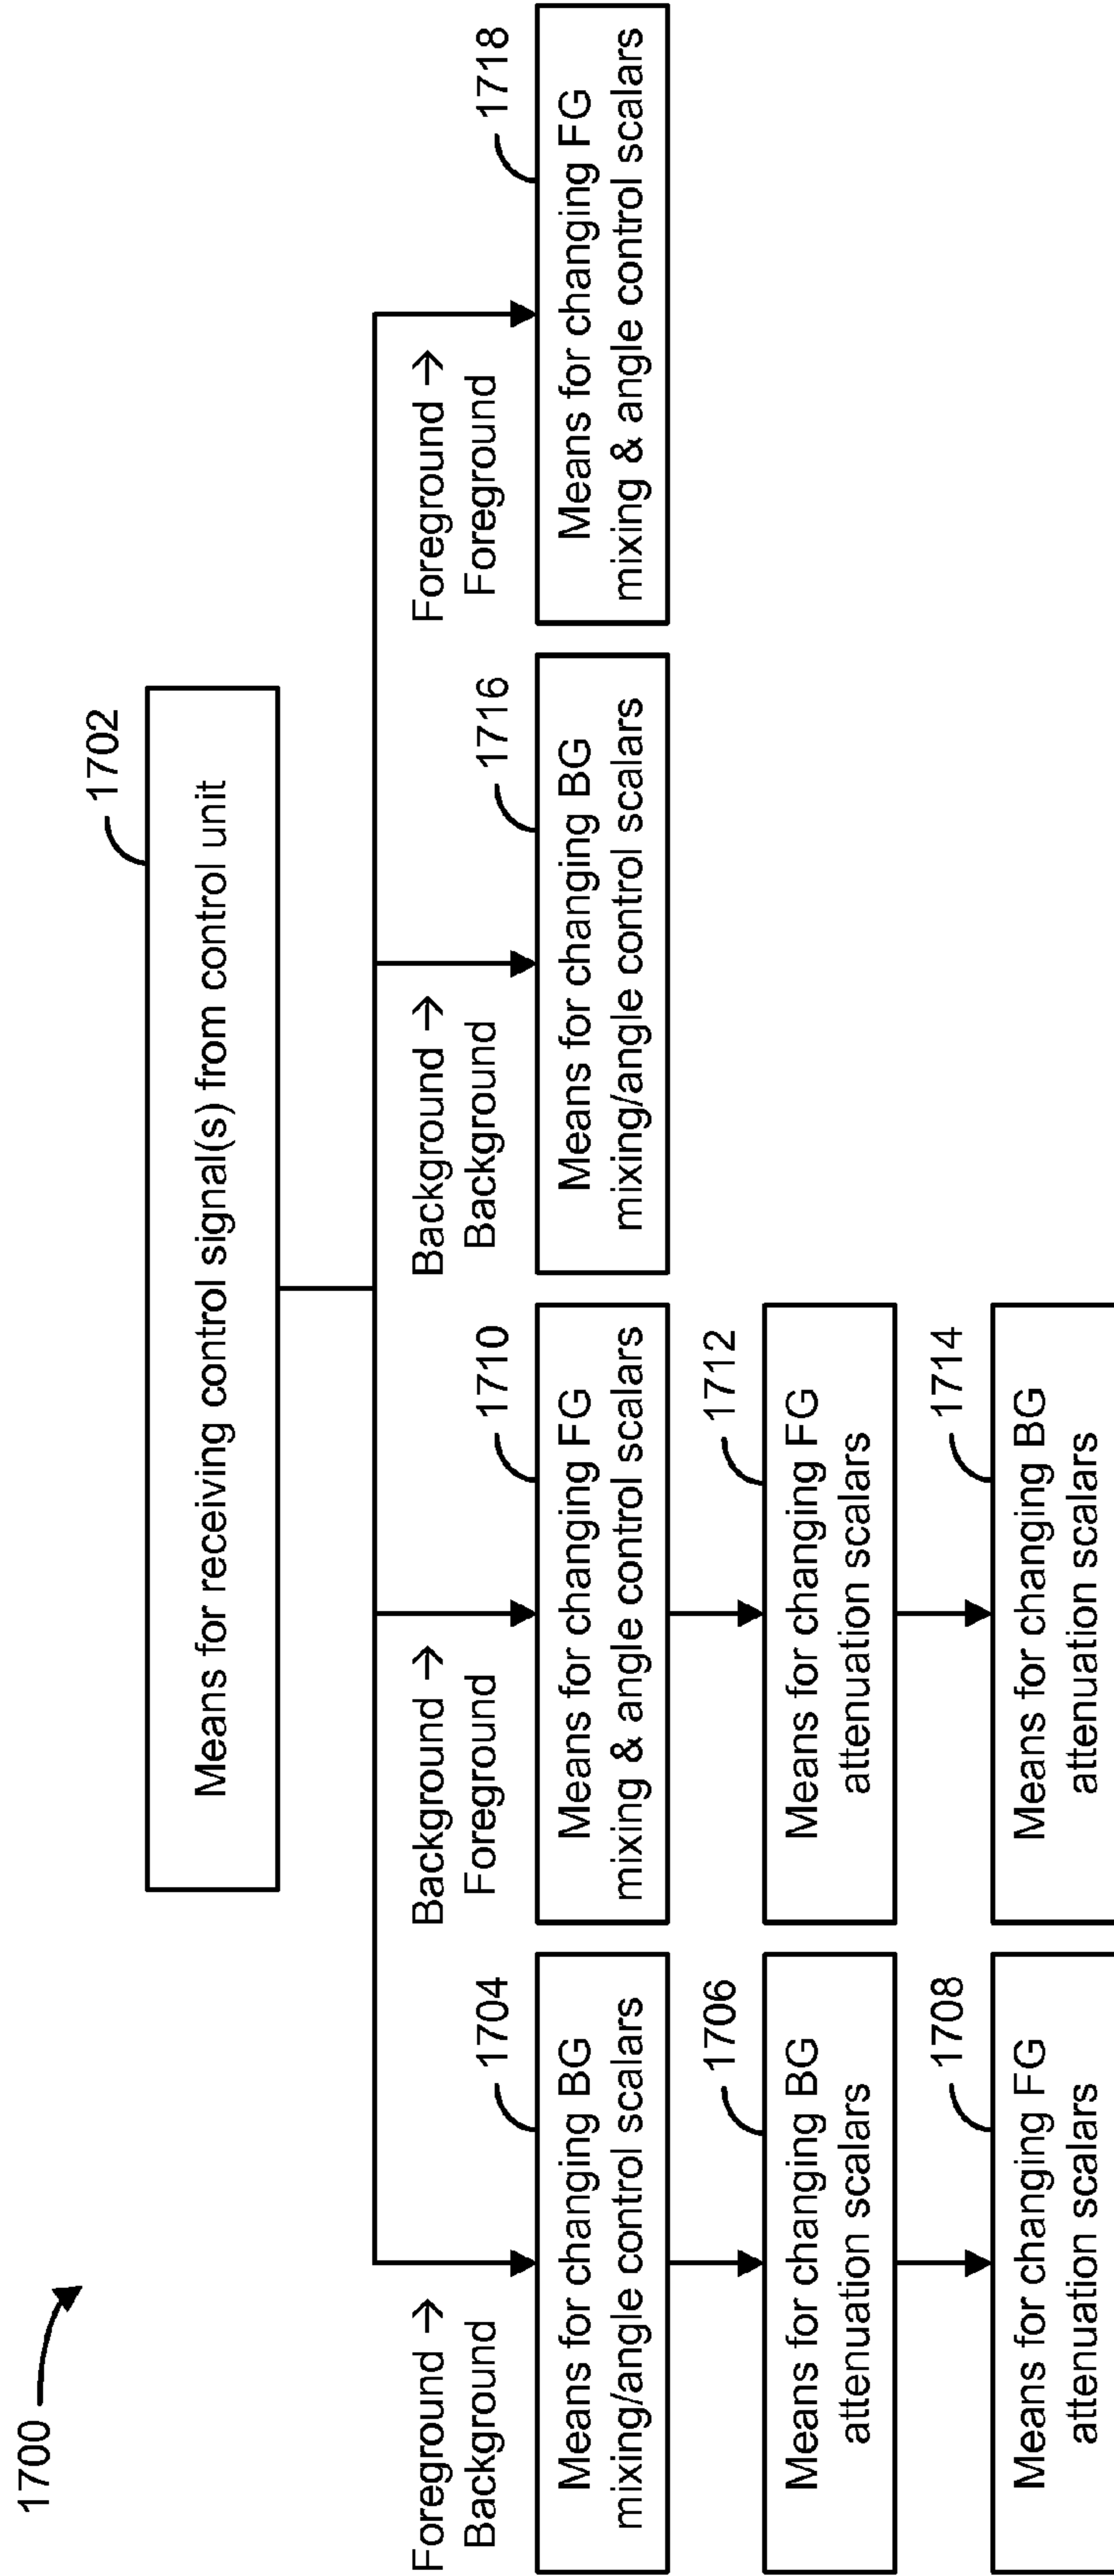 1700
1702
Means for receiving control signal(s) from control unit
Foreground →
Background
1704
Means for changing BG
mixing/angle control scalars
1706
Means for changing BG
attenuation scalars
1708
Means for changing FG
attenuation scalars
Background →
Foreground
1710
Means for changing FG
mixing & angle control scalars
1712
Means for changing FG
attenuation scalars
1714
Means for changing BG
attenuation scalars
Background →
Background
1716
Means for changing BG
mixing/angle control scalars
Foreground →
Foreground
1718
Means for changing FG
mixing & angle control scalars